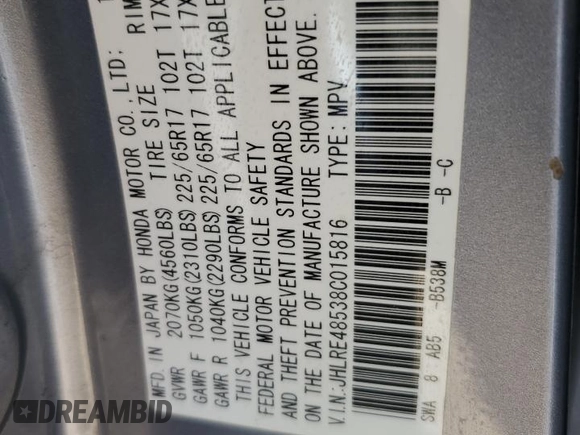 MFD. IN JAPAN BY HONDA MOTOR CO.,LTD:
GVWR 2070KG(4560LBS) TIRE SIZE RIM
GAWR F 1050KG(2310LBS) 225/65R17 102T 17X
GAWR R 1040KG(2290LBS) 225/65R17 102T 17X
THIS VEHICLE CONFORMS TO ALL APPLICABLE
FEDERAL MOTOR VEHICLE SAFETY
AND THEFT PREVENTION STANDARDS IN EFFECT
ON THE DATE OF MANUFACTURE SHOWN ABOVE.
V.I.N:JHLRE48538C015816 TYPE: MPV
SWA 8 AB5 -B538M -B -C
DREAMBID